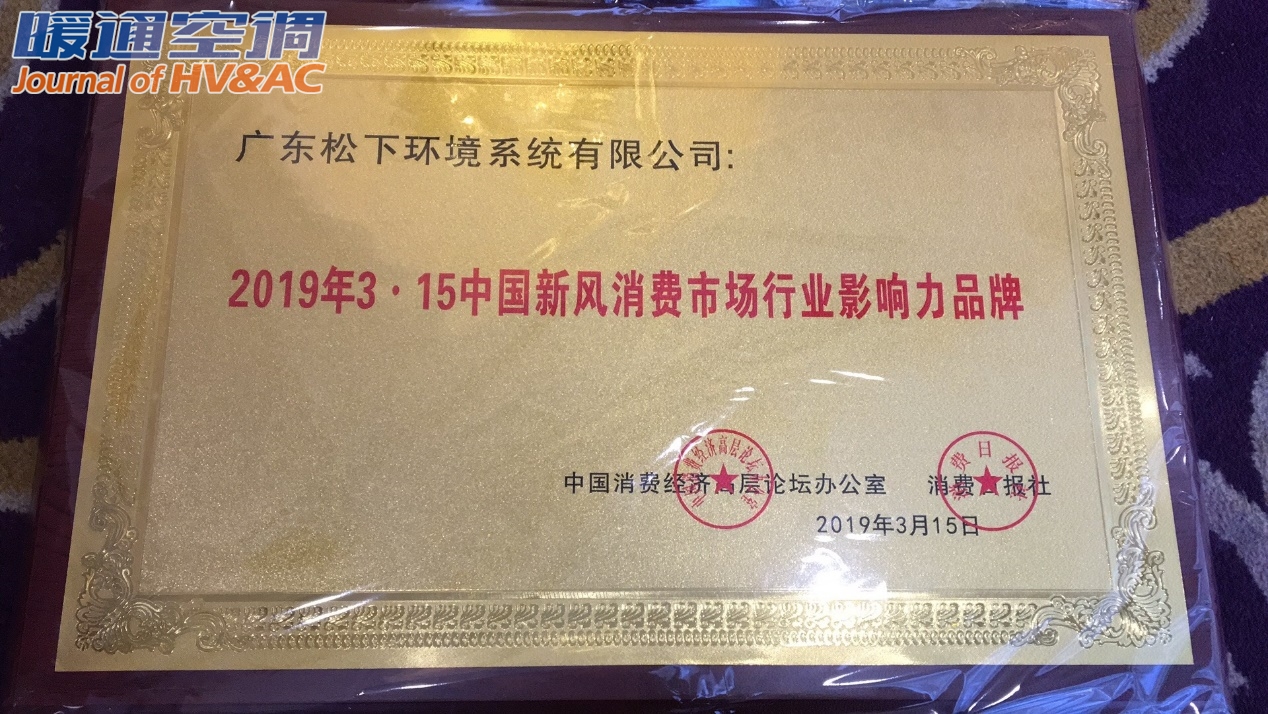 暖通空调
Journal of HV&AC
广东松下环境系统有限公司:
2019年3·15中国新风消费市场行业影响力品牌
中国消费经济高层论坛办公室 消费日报社
2019年3月15日